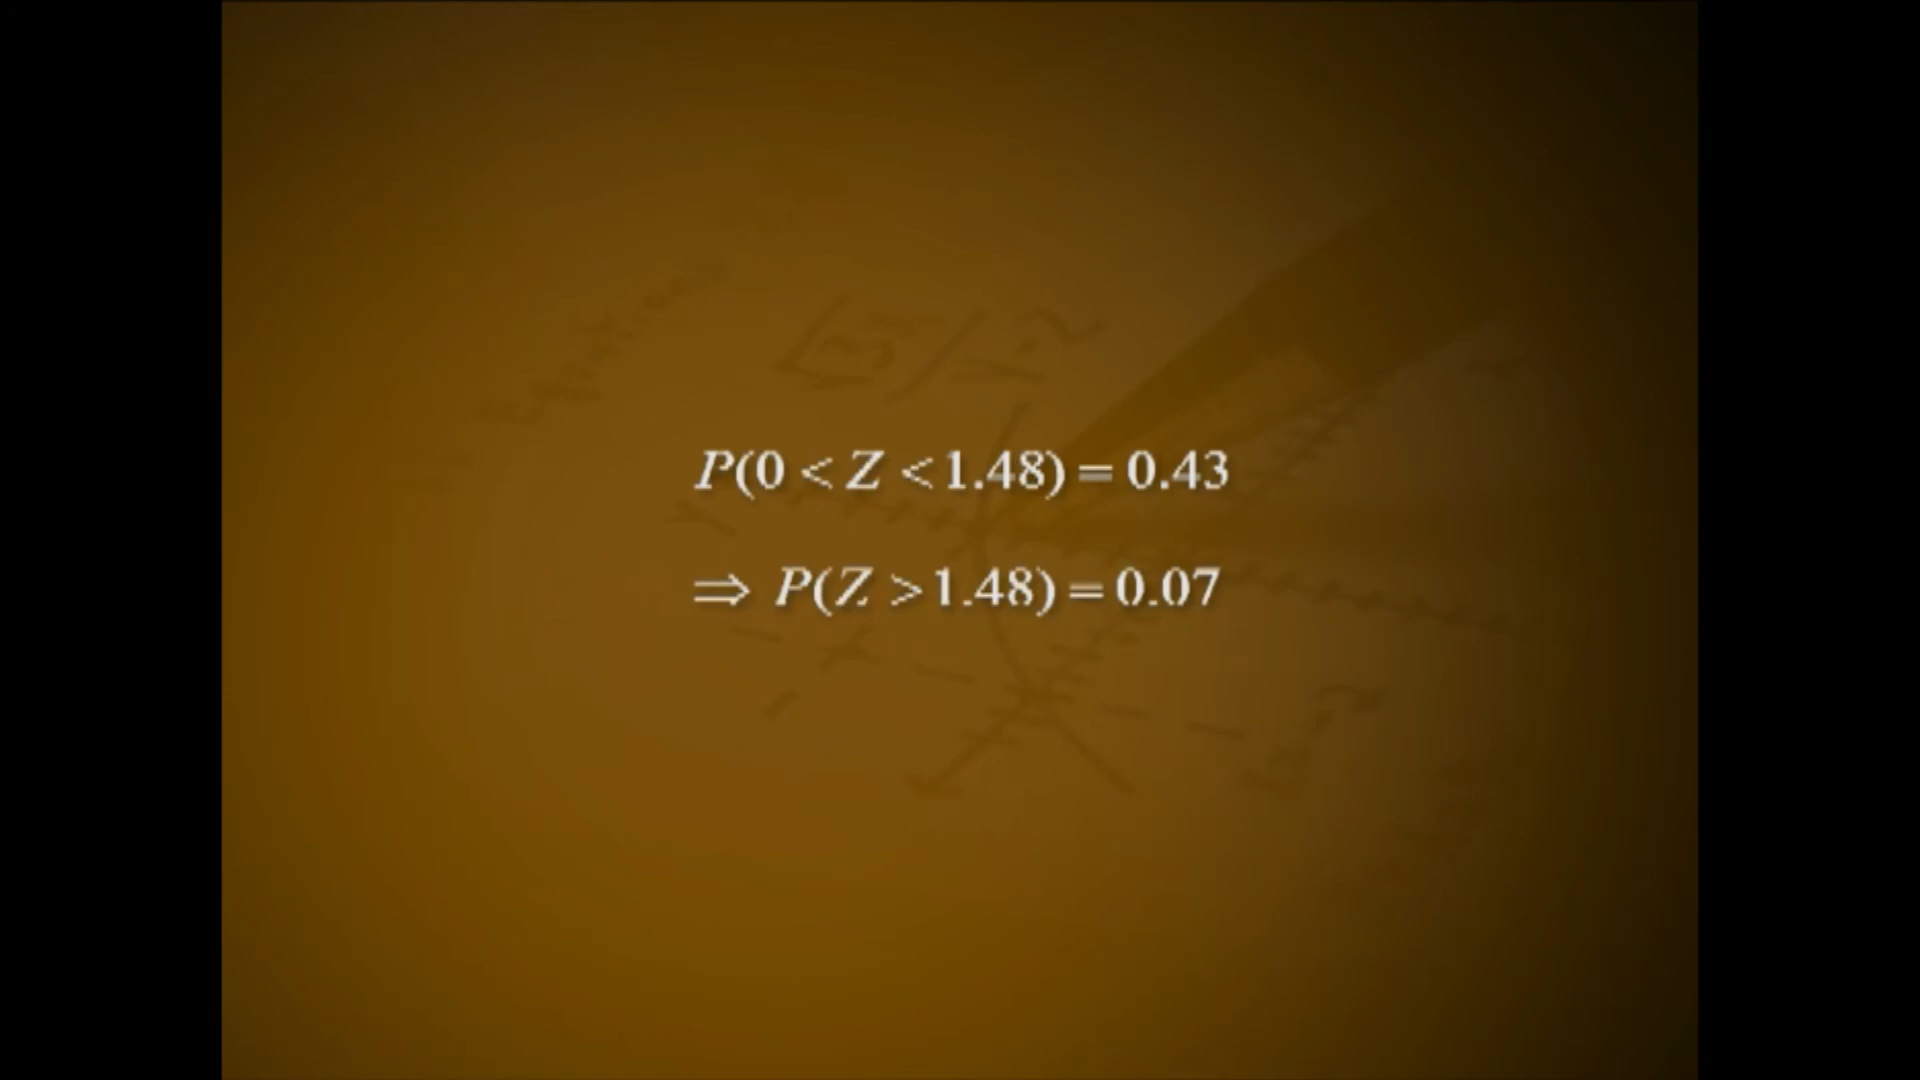 P(0 < Z < 1.48) = 0.43
⇒ P(Z > 1.48) = 0.07